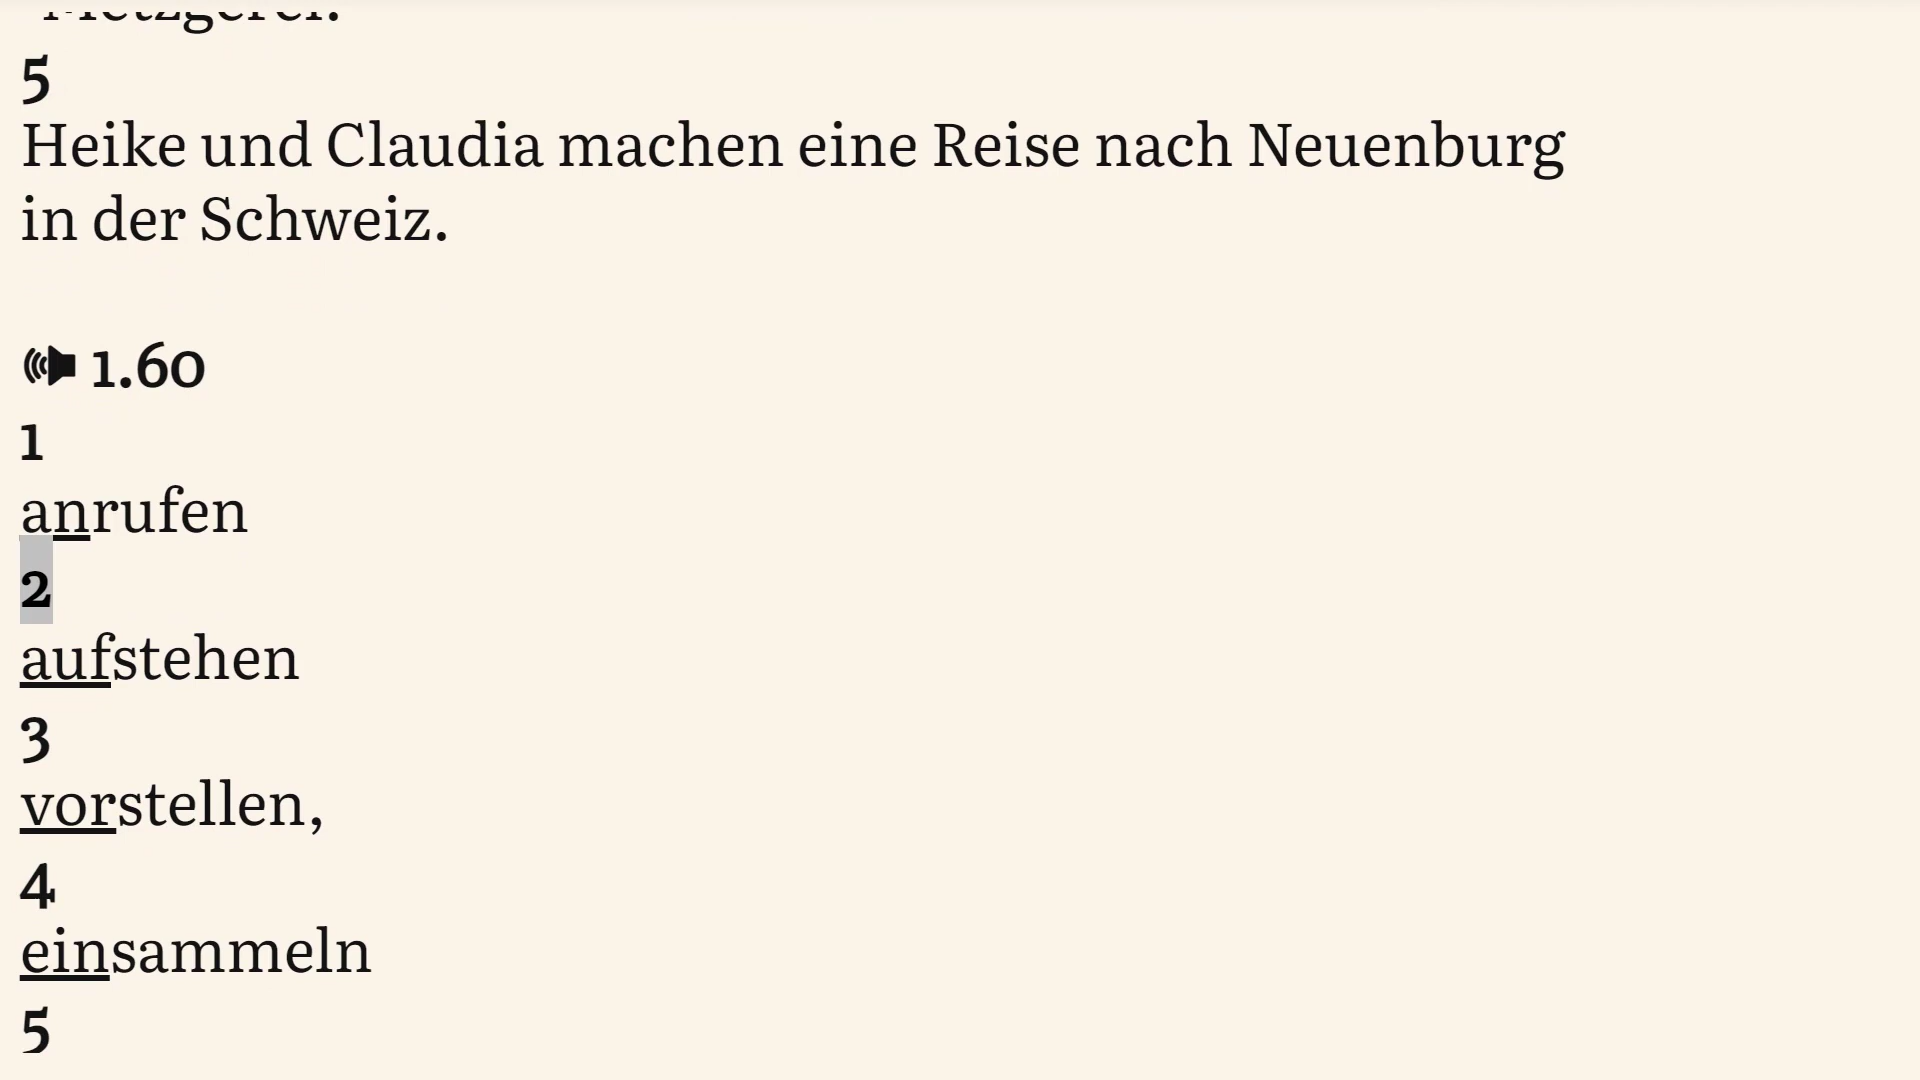 Metzgerei.
5
Heike und Claudia machen eine Reise nach Neuenburg
in der Schweiz.
1.60
1
anrufen
2
aufstehen
3
vorstellen,
4
einsammeln
5